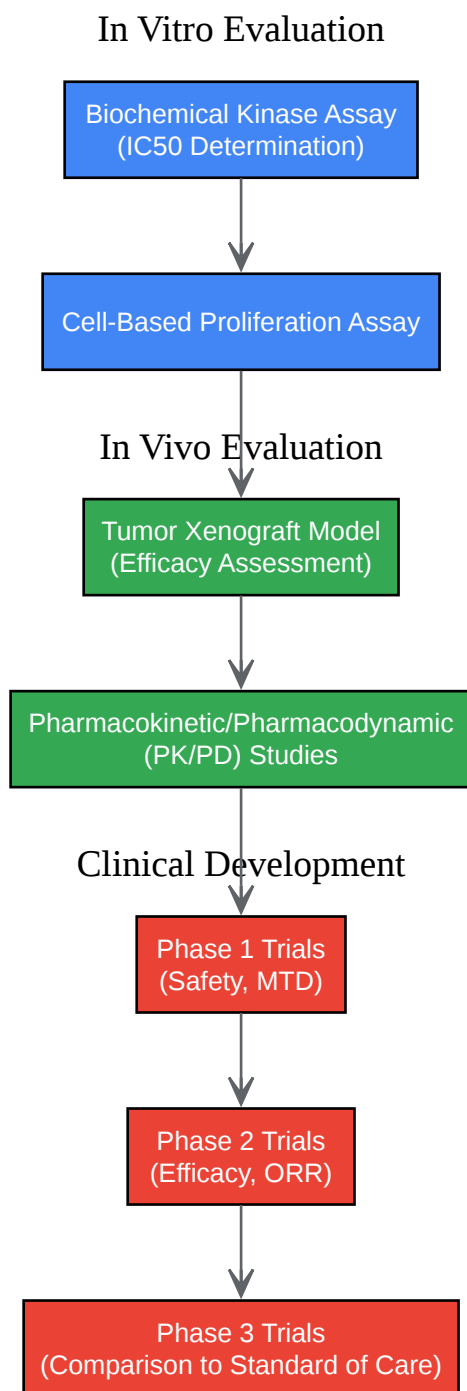 In Vitro Evaluation
Biochemical Kinase Assay
(IC50 Determination)
Cell-Based Proliferation Assay
In Vivo Evaluation
Tumor Xenograft Model
(Efficacy Assessment)
Pharmacokinetic/Pharmacodynamic
(PK/PD) Studies
Clinical Development
Phase 1 Trials
(Safety, MTD)
Phase 2 Trials
(Efficacy, ORR)
Phase 3 Trials
(Comparison to Standard of Care)